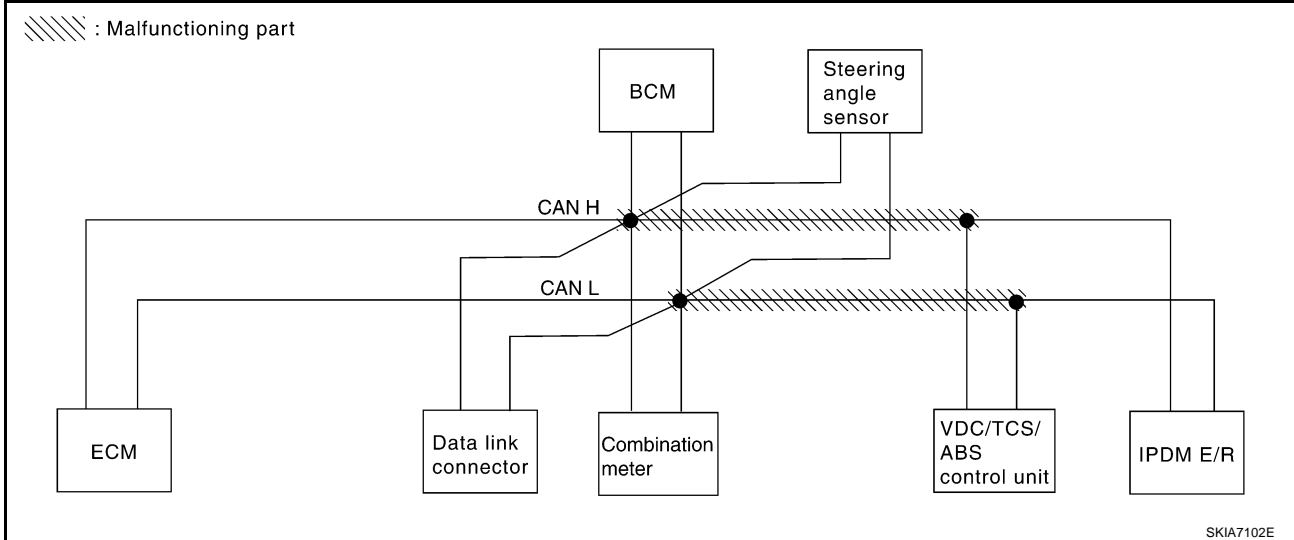 : Malfunctioning part
BCM
Steering
angle
sensor
CAN H
CAN L
ECM
Data link
connector
Combination
meter
VDC/TCS/
ABS
control unit
IPDM E/R
SKIA7102E